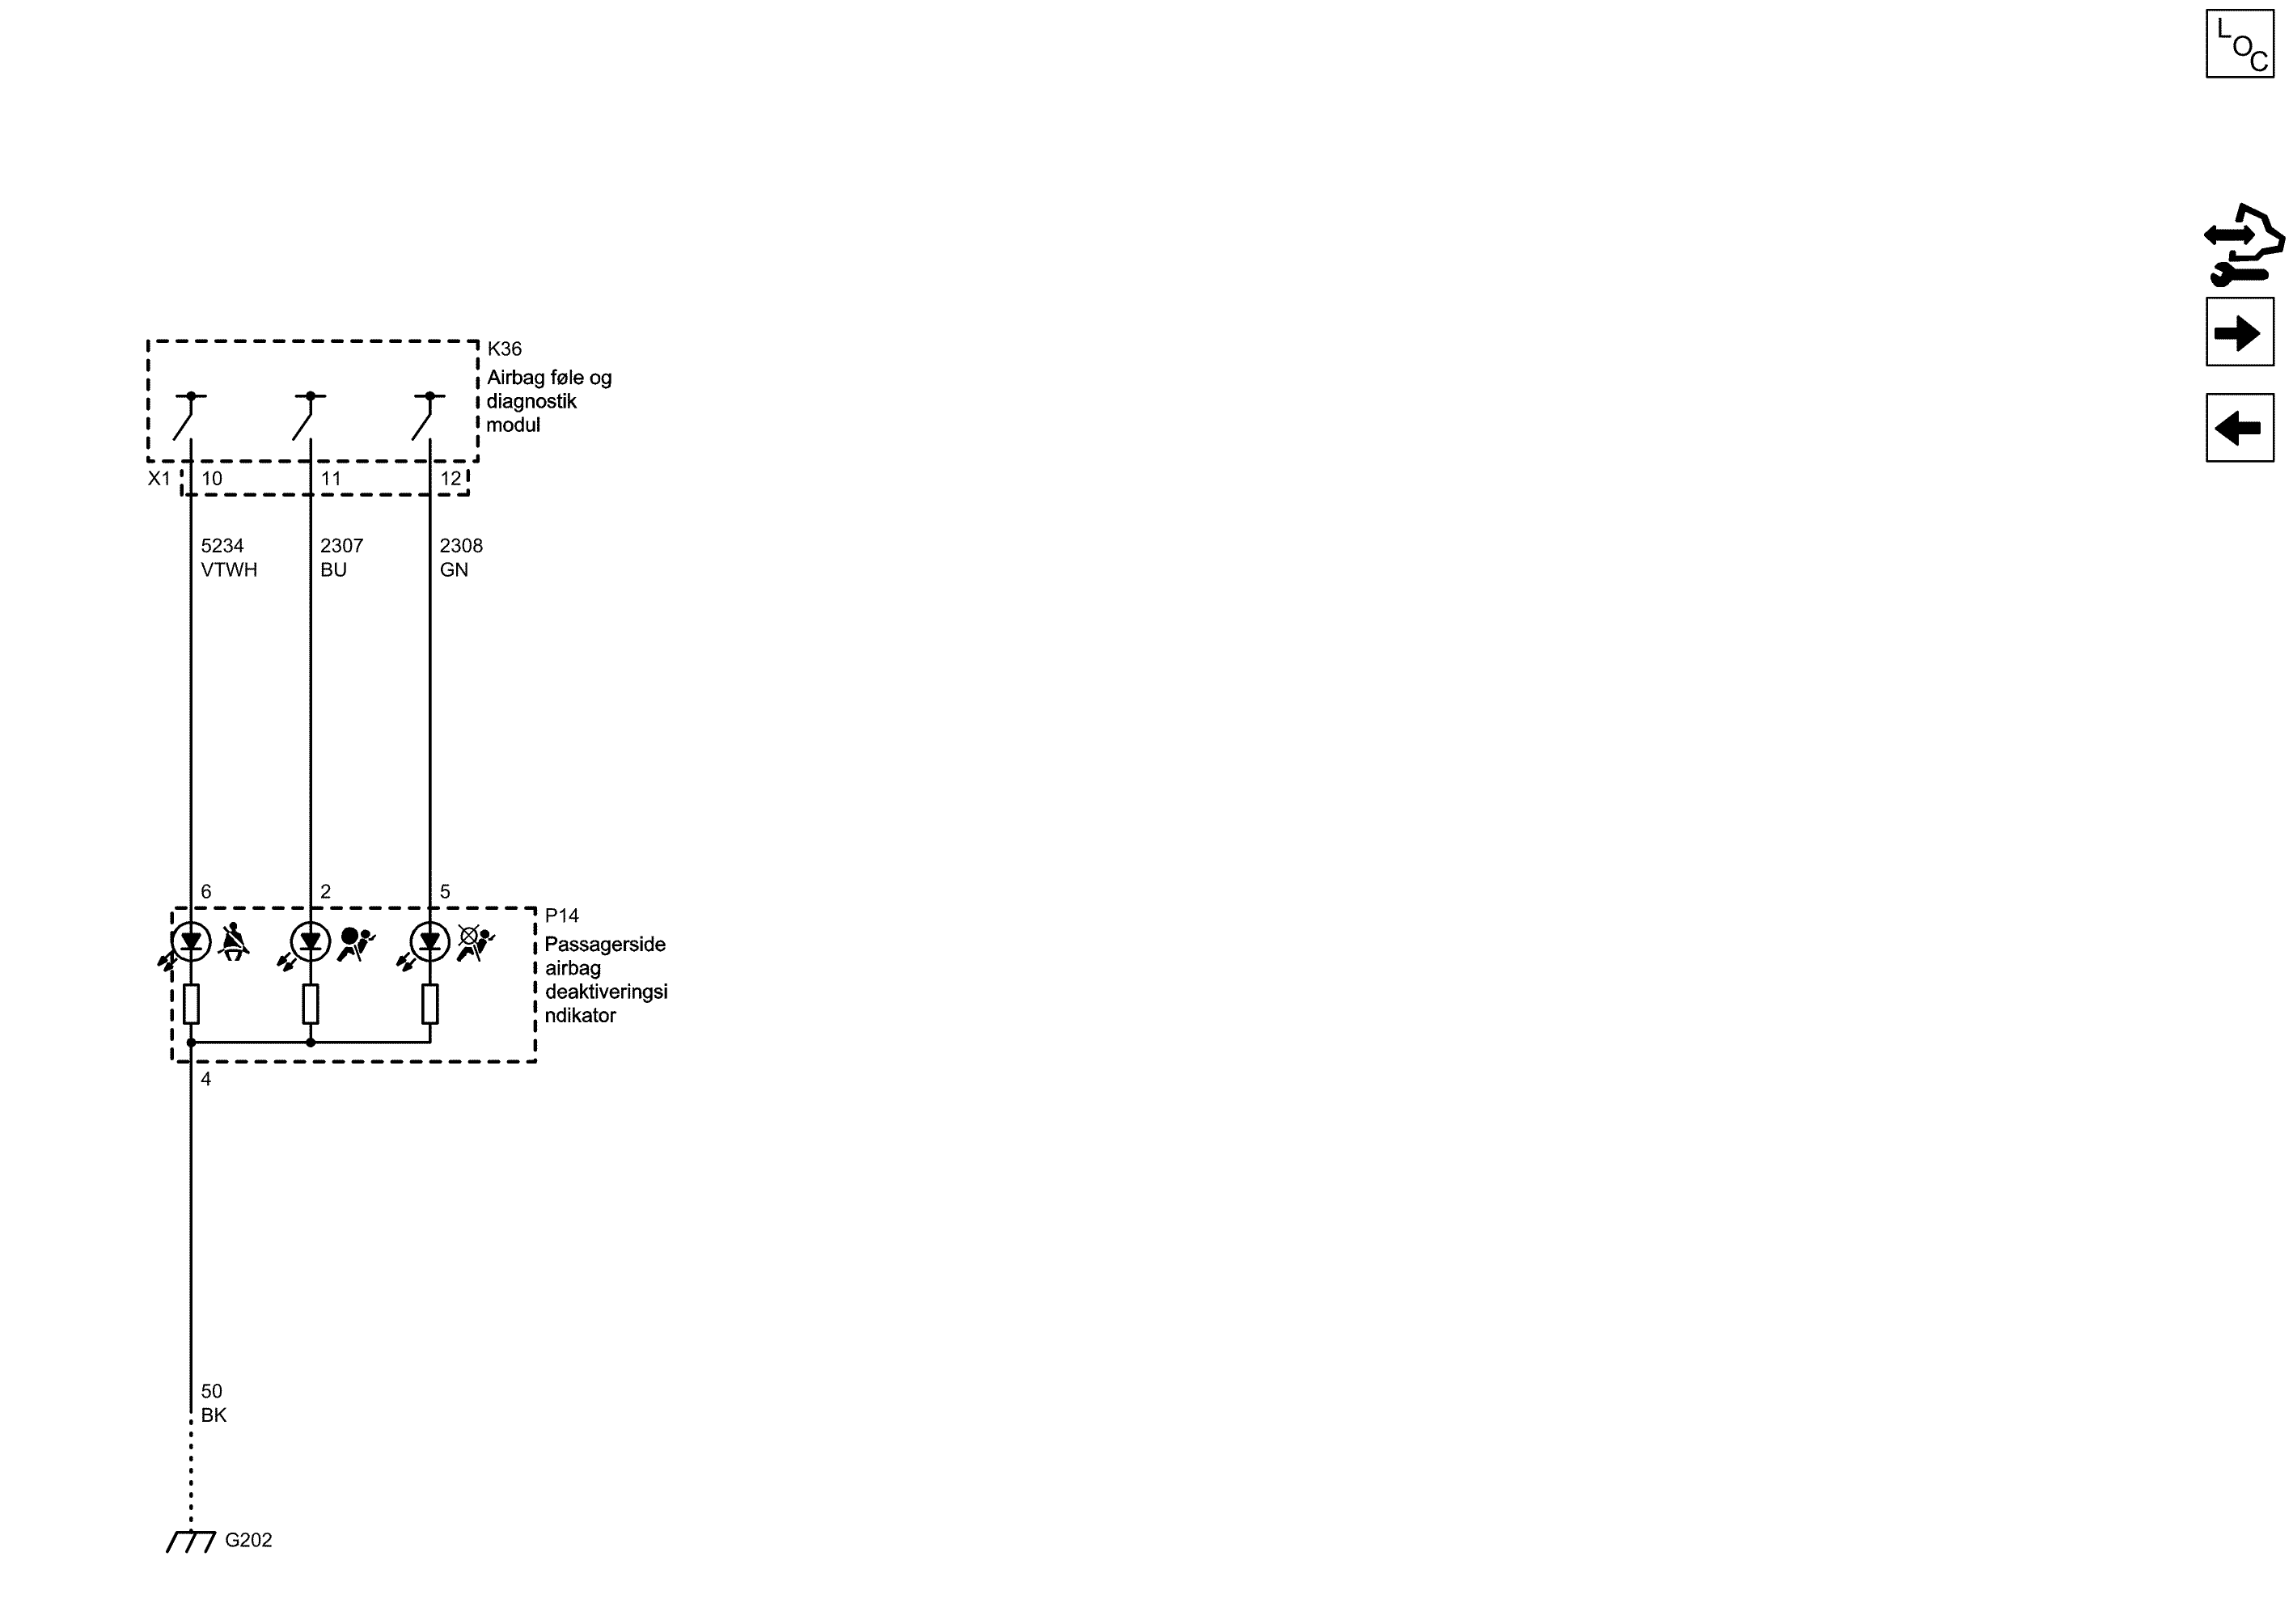 LOC
K36
Airbag føle og
diagnostik
modul
X1 10 11 12
5234 2307 2308
VTWH BU GN
6 2 5
P14
Passagerside
airbag
deaktiveringsi
ndikator
4
50
BK
G202